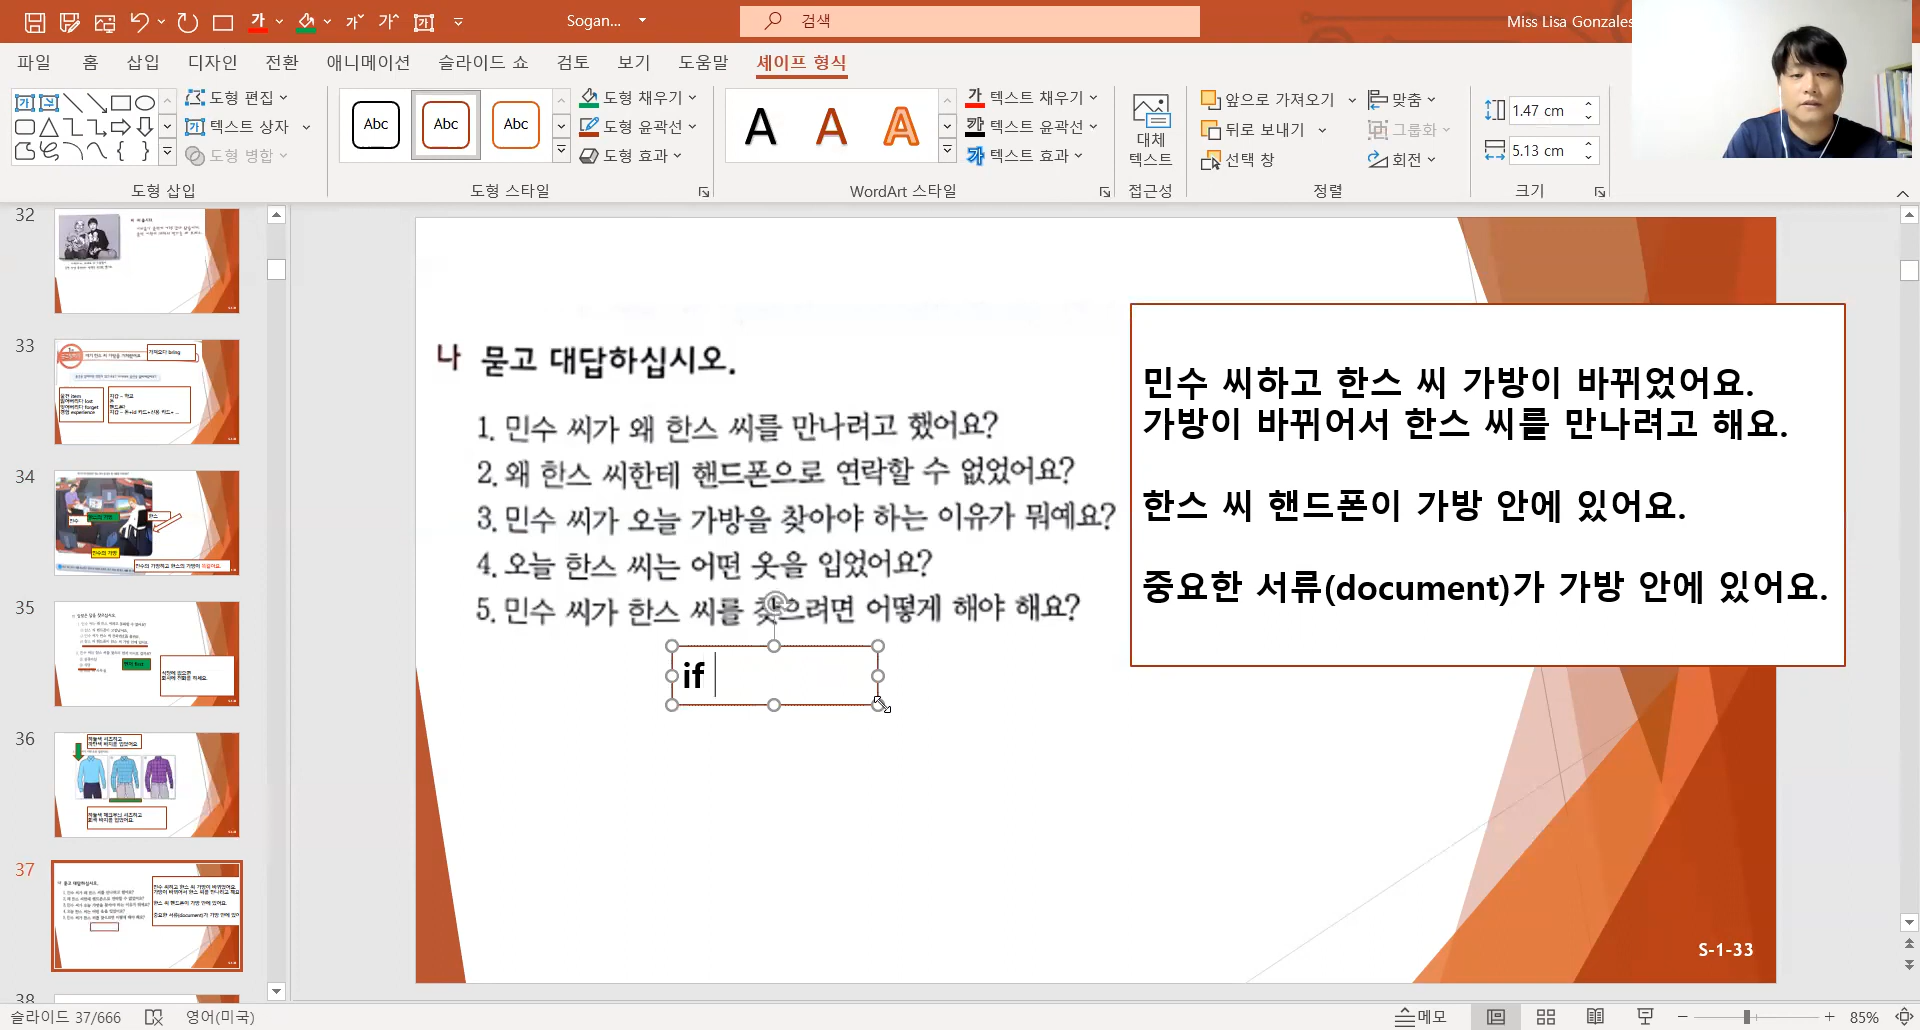 Sogan...
검색
Miss Lisa Gonzales
파일 홈 삽입 디자인 전환 애니메이션 슬라이드 쇼 검토 보기 도움말 셰이프 형식
도형 편집
텍스트 상자
도형 병합
도형 삽입
Abc Abc Abc
도형 채우기
도형 윤곽선
도형 효과
도형 스타일
A A A
텍스트 채우기
텍스트 윤곽선
텍스트 효과
WordArt 스타일
대체
텍스트
접근성
앞으로 가져오기
뒤로 보내기
선택 창
맞춤
그룹화
회전
정렬
1.47 cm
5.13 cm
크기
32
33
34
35
36
37
38
나 묻고 대답하십시오.
1. 민수 씨가 왜 한스 씨를 만나려고 했어요?
2. 왜 한스 씨한테 핸드폰으로 연락할 수 없었어요?
3. 민수 씨가 오늘 가방을 찾아야 하는 이유가 뭐예요?
4. 오늘 한스 씨는 어떤 옷을 입었어요?
5. 민수 씨가 한스 씨를 찾으려면 어떻게 해야 해요?
if
민수 씨하고 한스 씨 가방이 바뀌었어요.
가방이 바뀌어서 한스 씨를 만나려고 해요.
한스 씨 핸드폰이 가방 안에 있어요.
중요한 서류(document)가 가방 안에 있어요.
S-1-33
슬라이드 37/666
영어(미국)
메모
85%